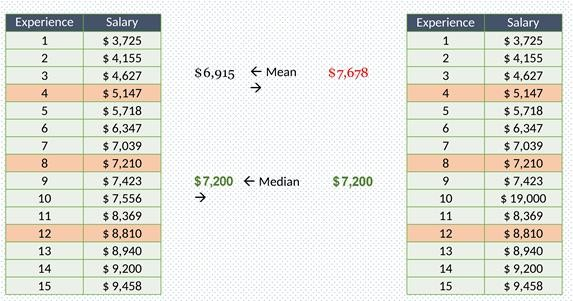 Experience Salary
1 $ 3,725
2 $ 4,155
3 $ 4,627
4 $ 5,147
5 $ 5,718
6 $ 6,347
7 $ 7,039
8 $ 7,210
9 $ 7,423
10 $ 7,556
11 $ 8,369
12 $ 8,810
13 $ 8,940
14 $ 9,200
15 $ 9,458
$6,915 ← Mean → $7,678
$7,200 ← Median → $7,200
Experience Salary
1 $ 3,725
2 $ 4,155
3 $ 4,627
4 $ 5,147
5 $ 5,718
6 $ 6,347
7 $ 7,039
8 $ 7,210
9 $ 7,423
10 $ 19,000
11 $ 8,369
12 $ 8,810
13 $ 8,940
14 $ 9,200
15 $ 9,458